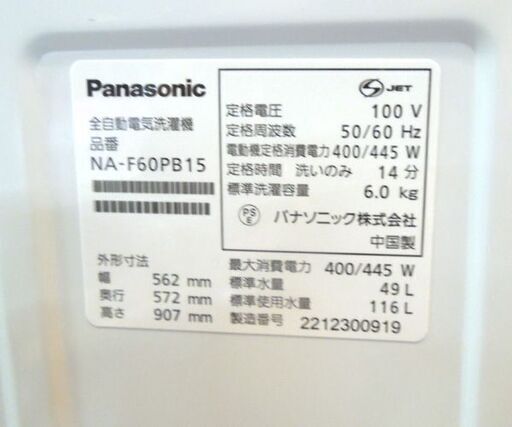 Panasonic
全自動電気洗濯機
品番
NA-F60PB15
外形寸法
幅 562 mm
奥行 572 mm
高さ 907 mm
S JET
定格電圧 100 V
定格周波数 50/60 Hz
電動機定格消費電力 400/445 W
定格時間 洗いのみ 14 分
標準洗濯容量 6.0 kg
PS E パナソニック株式会社
中国製
最大消費電力 400/445 W
標準水量 49 L
標準使用水量 116 L
製造番号 2212300919